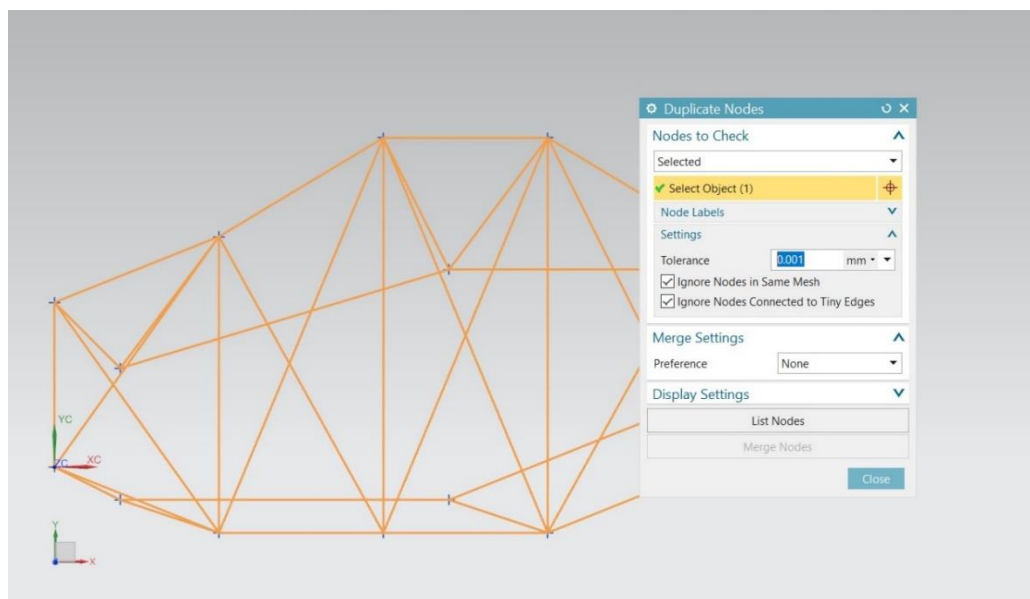 Duplicate Nodes
Nodes to Check
Selected
Select Object (1)
Node Labels
Settings
Tolerance 0.001 mm
Ignore Nodes in Same Mesh
Ignore Nodes Connected to Tiny Edges
Merge Settings
Preference None
Display Settings
List Nodes
Merge Nodes
Close
YC
ZC XC
Y
X